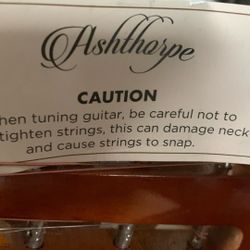 Ashthorpe
CAUTION
hen tuning guitar, be careful not to
tighten strings, this can damage neck
and cause strings to snap.